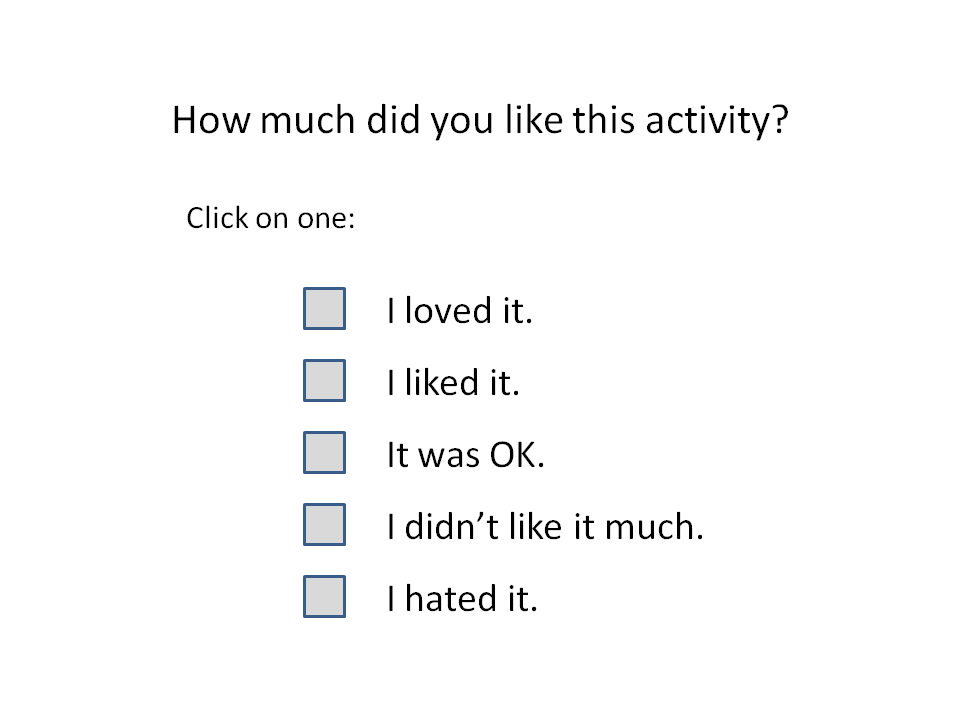 How much did you like this activity?
Click on one:
I loved it.
I liked it.
It was OK.
I didn’t like it much.
I hated it.